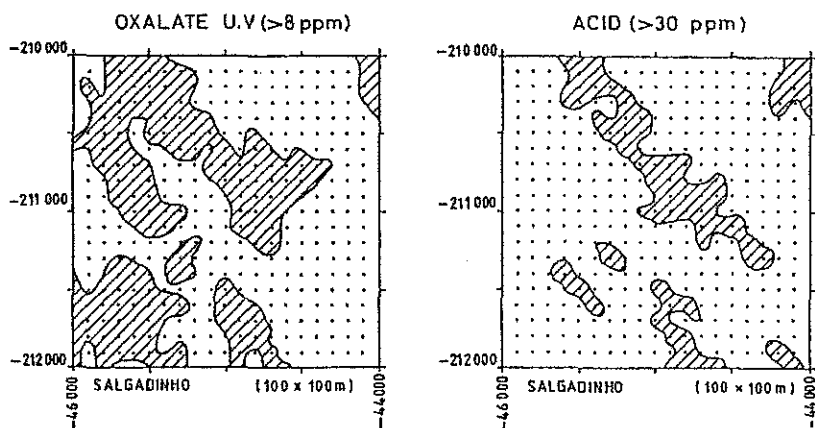 OXALATE U.V (>8 ppm)
-210 000
-211 000
-212 000
SALGADINHO (100 x 100 m)
-46 000
-44 000
ACID (>30 ppm)
-210 000
-211 000
-212 000
SALGADINHO (100 x 100 m)
-46 000
-44 000